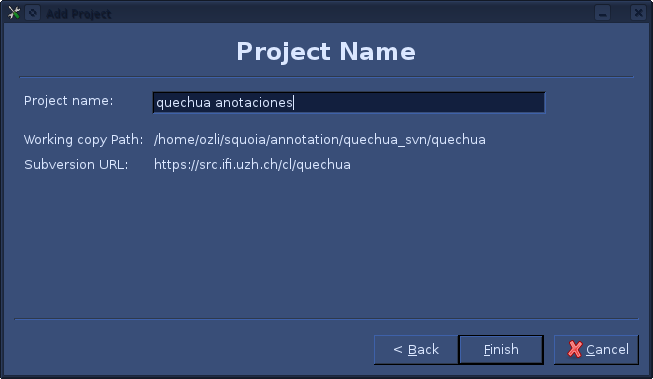 Add Project
Project Name
Project name: quechua anotaciones
Working copy Path: /home/ozli/squoia/annotation/quechua_svn/quechua
Subversion URL: https://src.ifi.uzh.ch/cl/quechua
< Back Finish Cancel